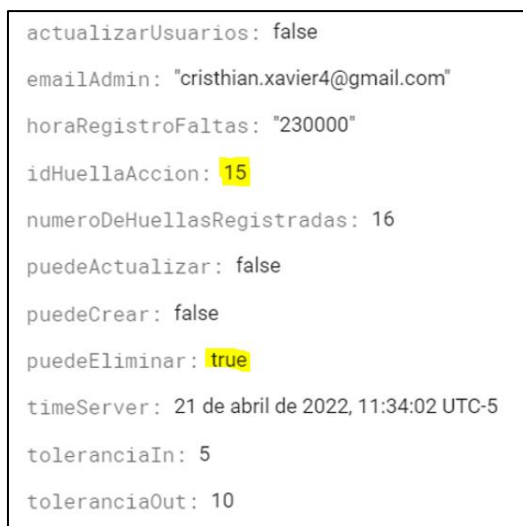 actualizarUsuarios: false
emailAdmin: "cristhian.xavier4@gmail.com"
horaRegistroFaltas: "230000"
idHuellaAccion: 15
numeroDeHuellasRegistradas: 16
puedeActualizar: false
puedeCrear: false
puedeEliminar: true
timeServer: 21 de abril de 2022, 11:34:02 UTC-5
toleranciaIn: 5
toleranciaOut: 10